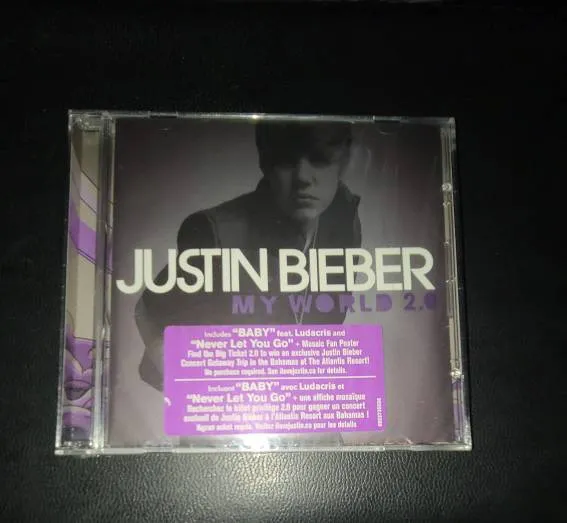 JUSTIN BIEBER
MY WORLD 2.0
Includes "BABY" feat. Ludacris and
"Never Let You Go" + Mosaic Fan Poster
Find the Big Ticket 2.0 to win an exclusive Justin Bieber
Concert Getaway Trip in the Bahamas at The Atlantis Resort!
No purchase required. See ilovejustin.ca for details.
Incluant "BABY" avec Ludacris et
"Never Let You Go" + une affiche mosaïque
Recherchez le billet privilège 2.0 pour gagner un concert
exclusif de Justin Bieber à l'Atlantis Resort aux Bahamas !
Aucun achat requis. Visitez ilovejustin.ca pour les details